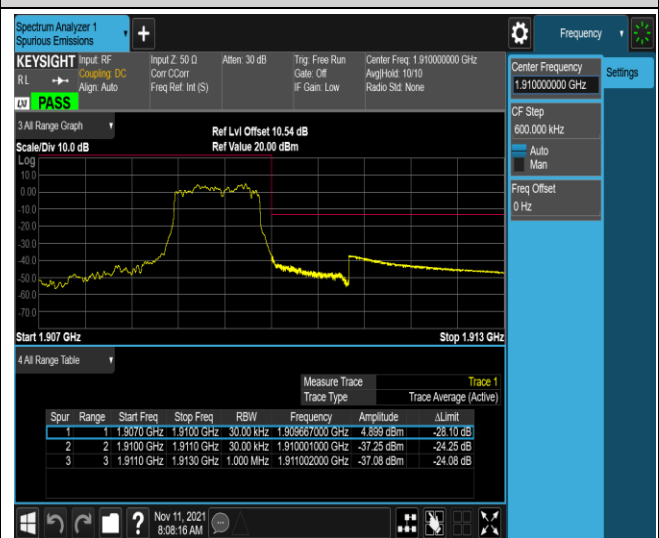 Spectrum Analyzer 1
Spurious Emissions
Frequency
KEYSIGHT
Input: RF
Coupling: DC
Align: Auto
Input Z: 50 Ω
Corr CCorr
Freq Ref: Int (S)
Atten: 30 dB
Trig: Free Run
Gate: Off
IF Gain: Low
Center Freq: 1.910000000 GHz
Avg|Hold: 10/10
Radio Std: None
RL
LXI
PASS
Center Frequency
1.910000000 GHz
Settings
CF Step
600.000 kHz
Auto
Man
Freq Offset
0 Hz
3 All Range Graph
Ref Lvl Offset 10.54 dB
Scale/Div 10.0 dB
Ref Value 20.00 dBm
Log
10.0
0.00
-10.0
-20.0
-30.0
-40.0
-50.0
-60.0
-70.0
Start 1.907 GHz
Stop 1.913 GHz
4 All Range Table
Measure Trace Trace 1
Trace Type Trace Average (Active)
Spur Range Start Freq Stop Freq RBW Frequency Amplitude ΔLimit
1 1 1.9070 GHz 1.9100 GHz 30.00 kHz 1.909667000 GHz 4.899 dBm -28.10 dB
2 2 1.9100 GHz 1.9110 GHz 30.00 kHz 1.910001000 GHz -37.25 dBm -24.25 dB
3 3 1.9110 GHz 1.9130 GHz 1.000 MHz 1.911002000 GHz -37.08 dBm -24.08 dB
Nov 11, 2021
8:08:16 AM